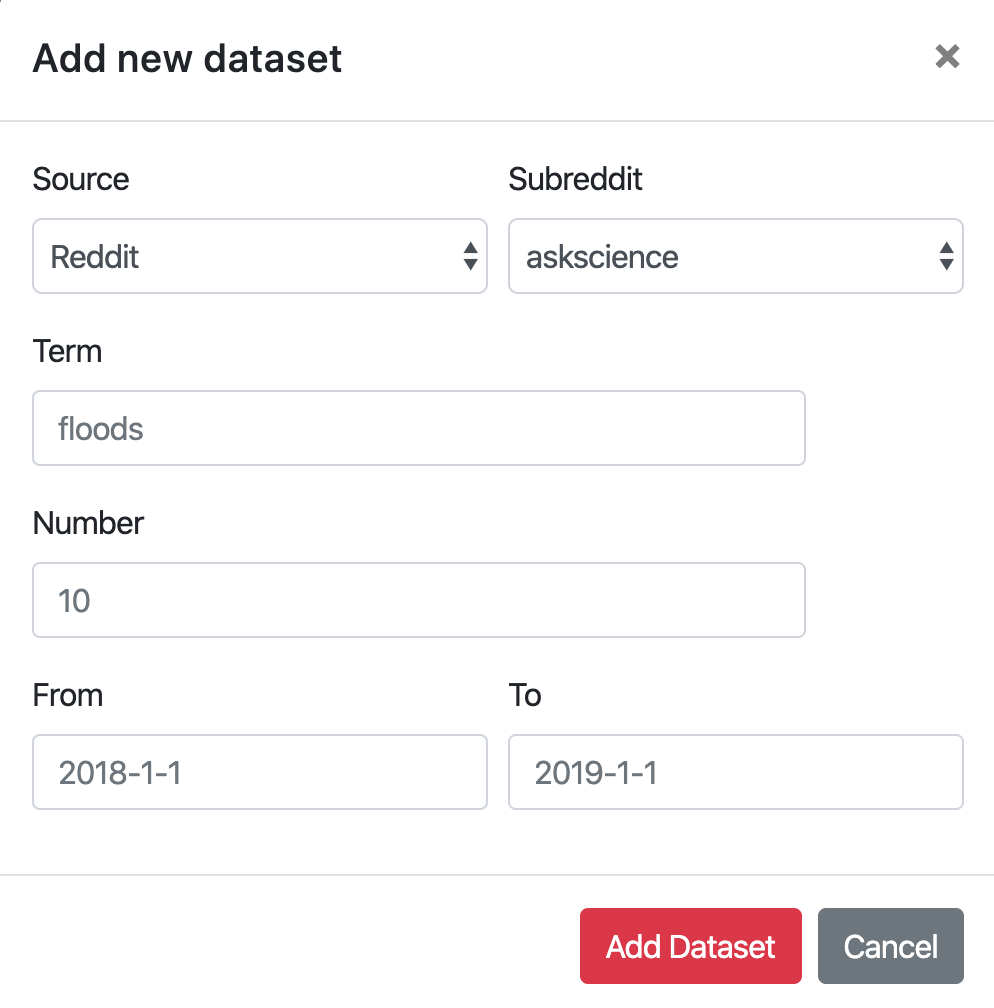 Add new dataset
Source Subreddit
Reddit askscience
Term
floods
Number
10
From To
2018-1-1 2019-1-1
Add Dataset Cancel